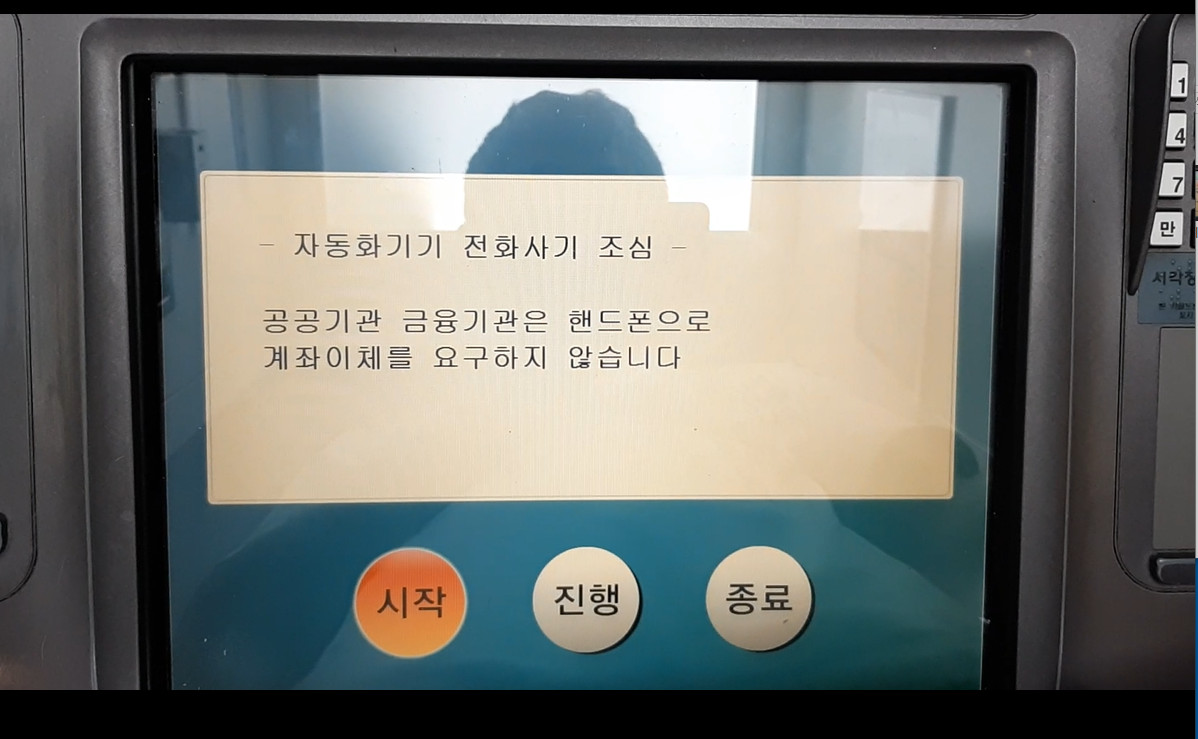 - 자동화기기 전화사기 조심 -
공공기관 금융기관은 핸드폰으로
계좌이체를 요구하지 않습니다
시작 진행 종료
1
4
7
만